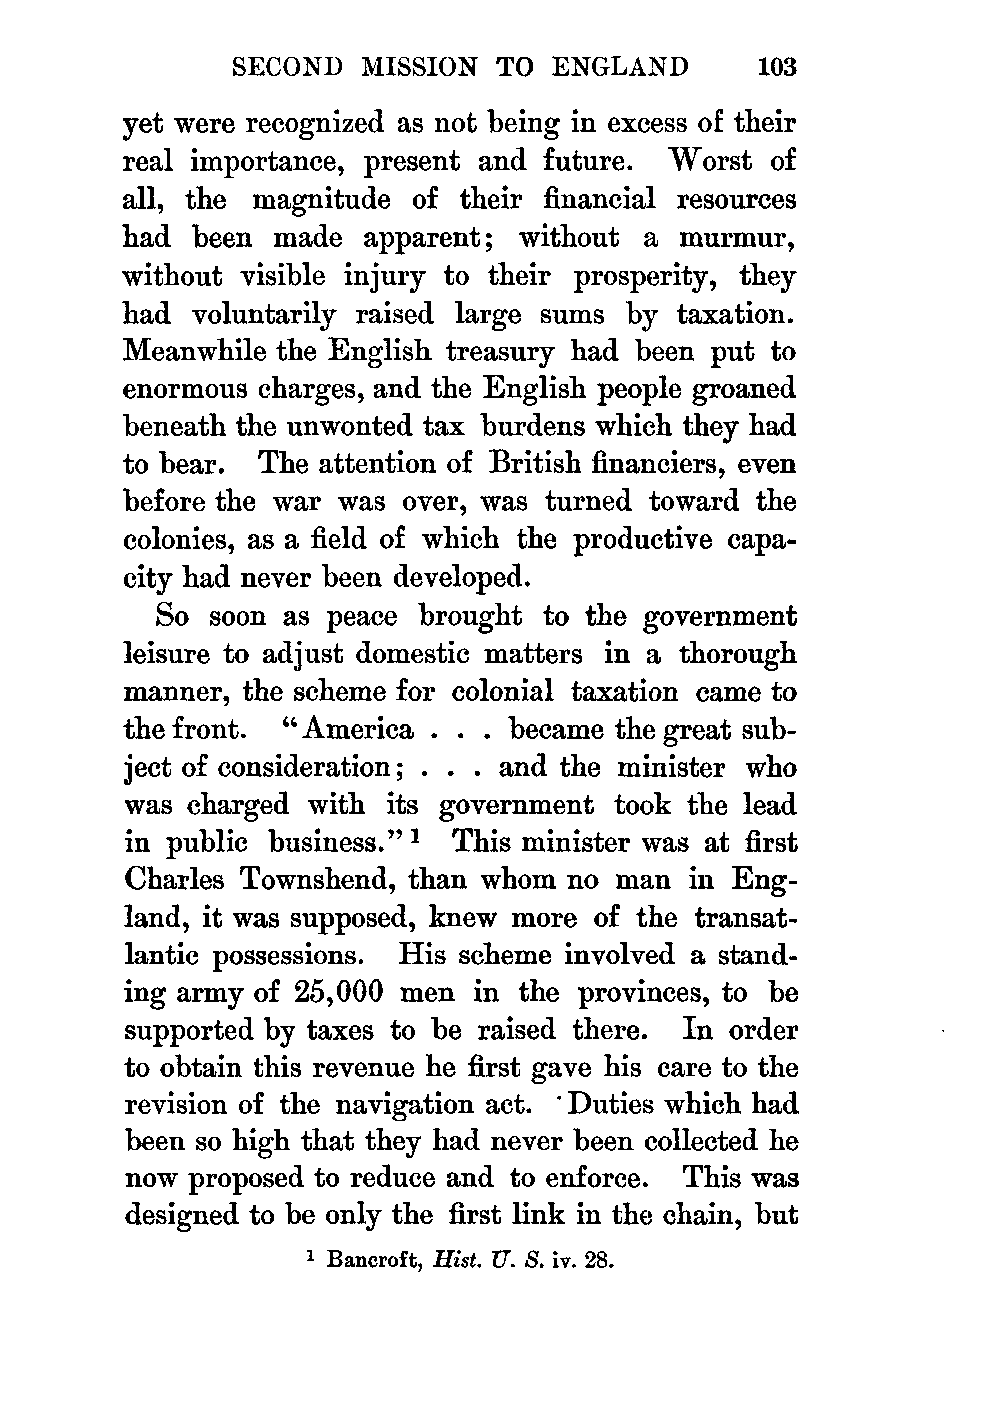 SECOND MISSION TO ENGLAND 103
yet were recognized as not being in excess of their
real importance, present and future. Worst of
all, the magnitude of their financial resources
had been made apparent; without a murmur,
without visible injury to their prosperity, they
had voluntarily raised large sums by taxation.
Meanwhile the English treasury had been put to
enormous charges, and the English people groaned
beneath the unwonted tax burdens which they had
to bear. The attention of British financiers, even
before the war was over, was turned toward the
colonies, as a field of which the productive capa-
city had never been developed.
So soon as peace brought to the government
leisure to adjust domestic matters in a thorough
manner, the scheme for colonial taxation came to
the front. “America . . . became the great sub-
ject of consideration; . . . and the minister who
was charged with its government took the lead
in public business.” 1 This minister was at first
Charles Townshend, than whom no man in Eng-
land, it was supposed, knew more of the transat-
lantic possessions. His scheme involved a stand-
ing army of 25,000 men in the provinces, to be
supported by taxes to be raised there. In order
to obtain this revenue he first gave his care to the
revision of the navigation act. Duties which had
been so high that they had never been collected he
now proposed to reduce and to enforce. This was
designed to be only the first link in the chain, but
1 Bancroft, Hist. U. S. iv. 28.